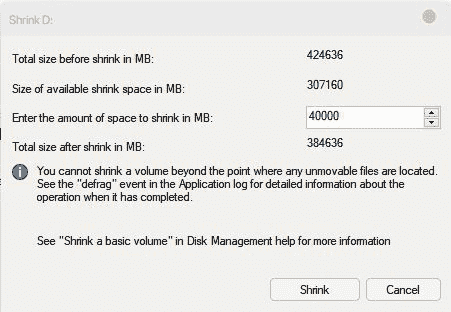 Shrink D:
Total size before shrink in MB: 424636
Size of available shrink space in MB: 307160
Enter the amount of space to shrink in MB: 40000
Total size after shrink in MB: 384636
You cannot shrink a volume beyond the point where any unmovable files are located.
See the "defrag" event in the Application log for detailed information about the
operation when it has completed.
See "Shrink a basic volume" in Disk Management help for more information
Shrink Cancel